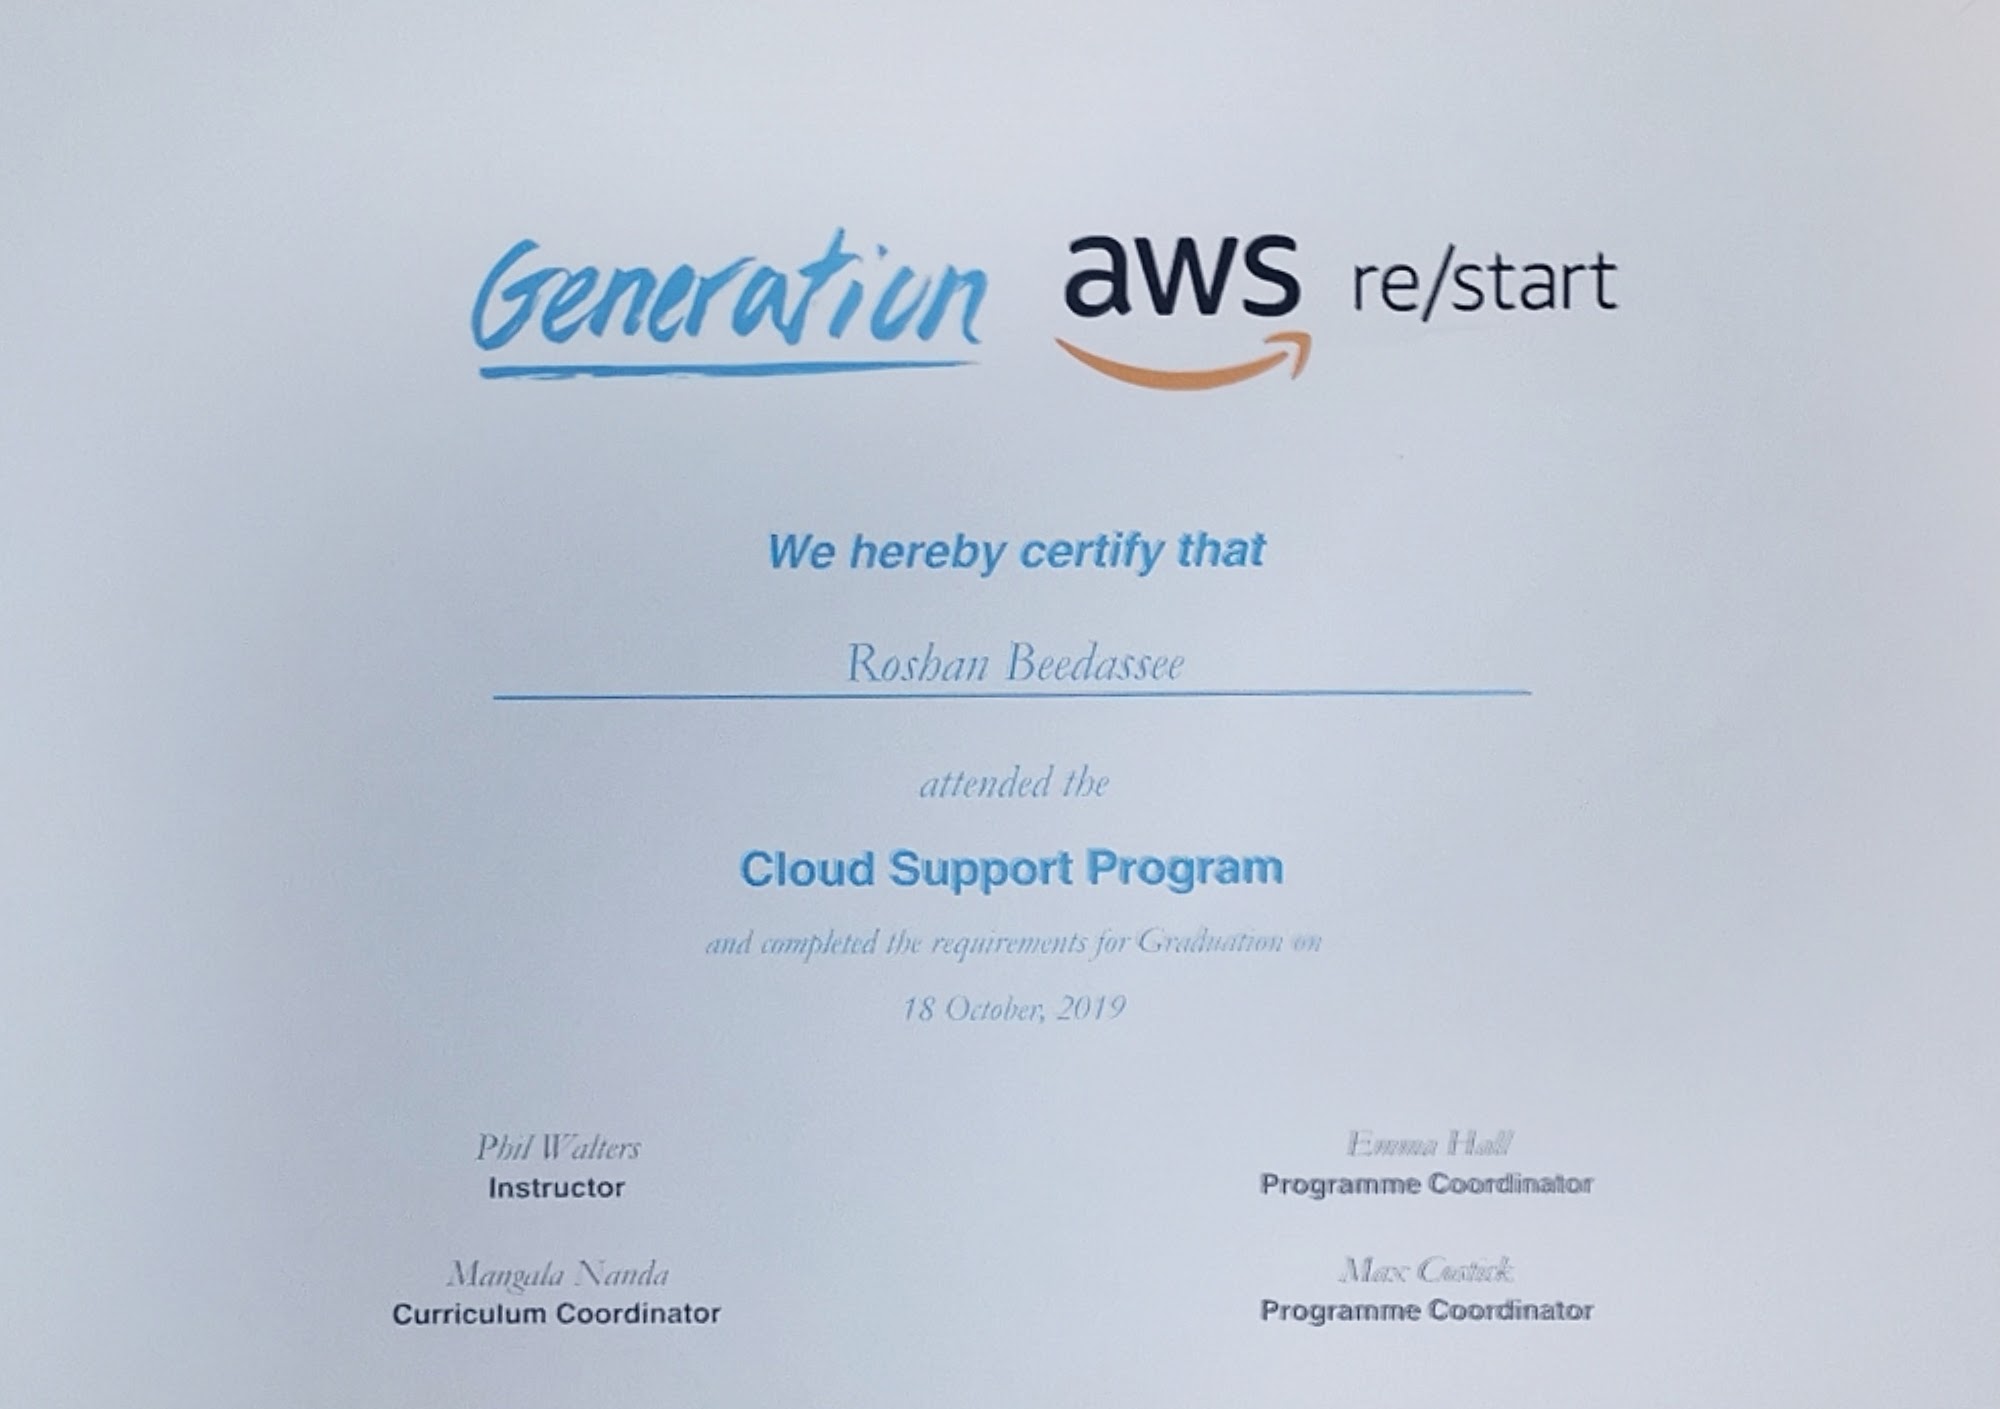 Generation aws re/start
We hereby certify that
Roshan Beedassee
attended the
Cloud Support Program
and completed the requirements for Graduation on
18 October, 2019
Phil Walters
Instructor
Emma Hall
Programme Coordinator
Mangala Nanda
Curriculum Coordinator
Max
Programme Coordinator